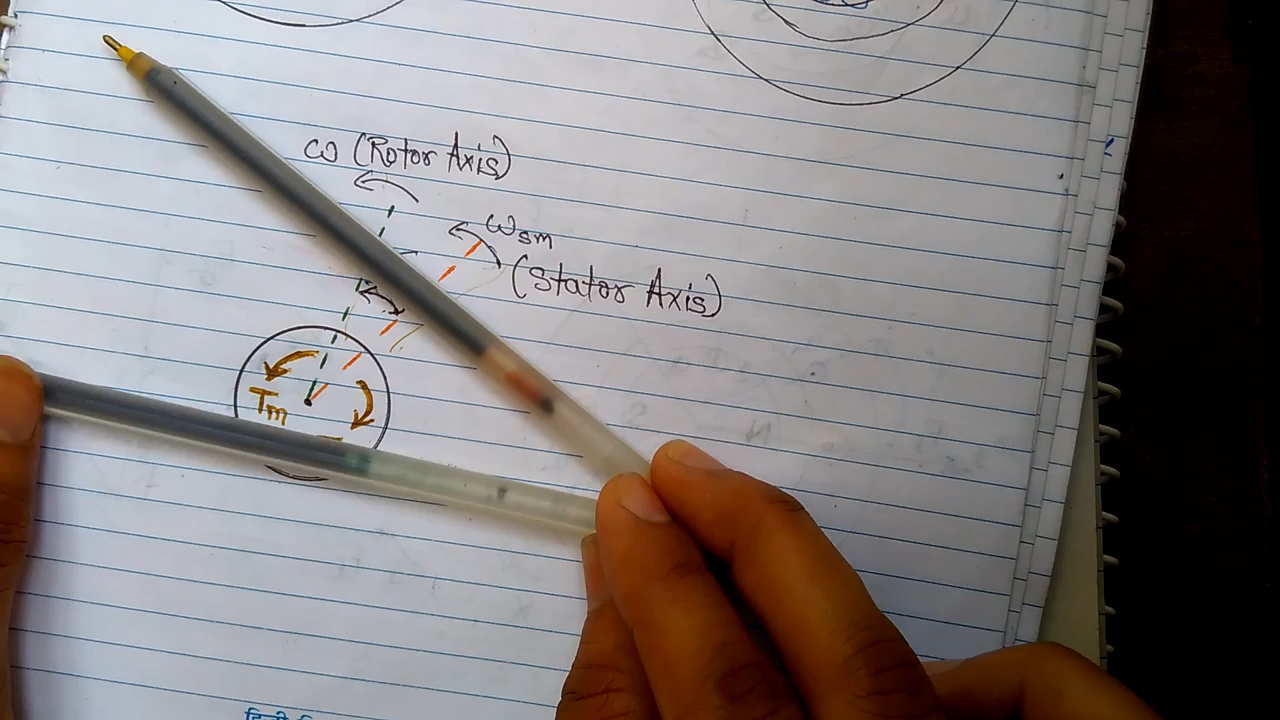 ω (Rotor Axis)
ωsm
(Stator Axis)
Tm